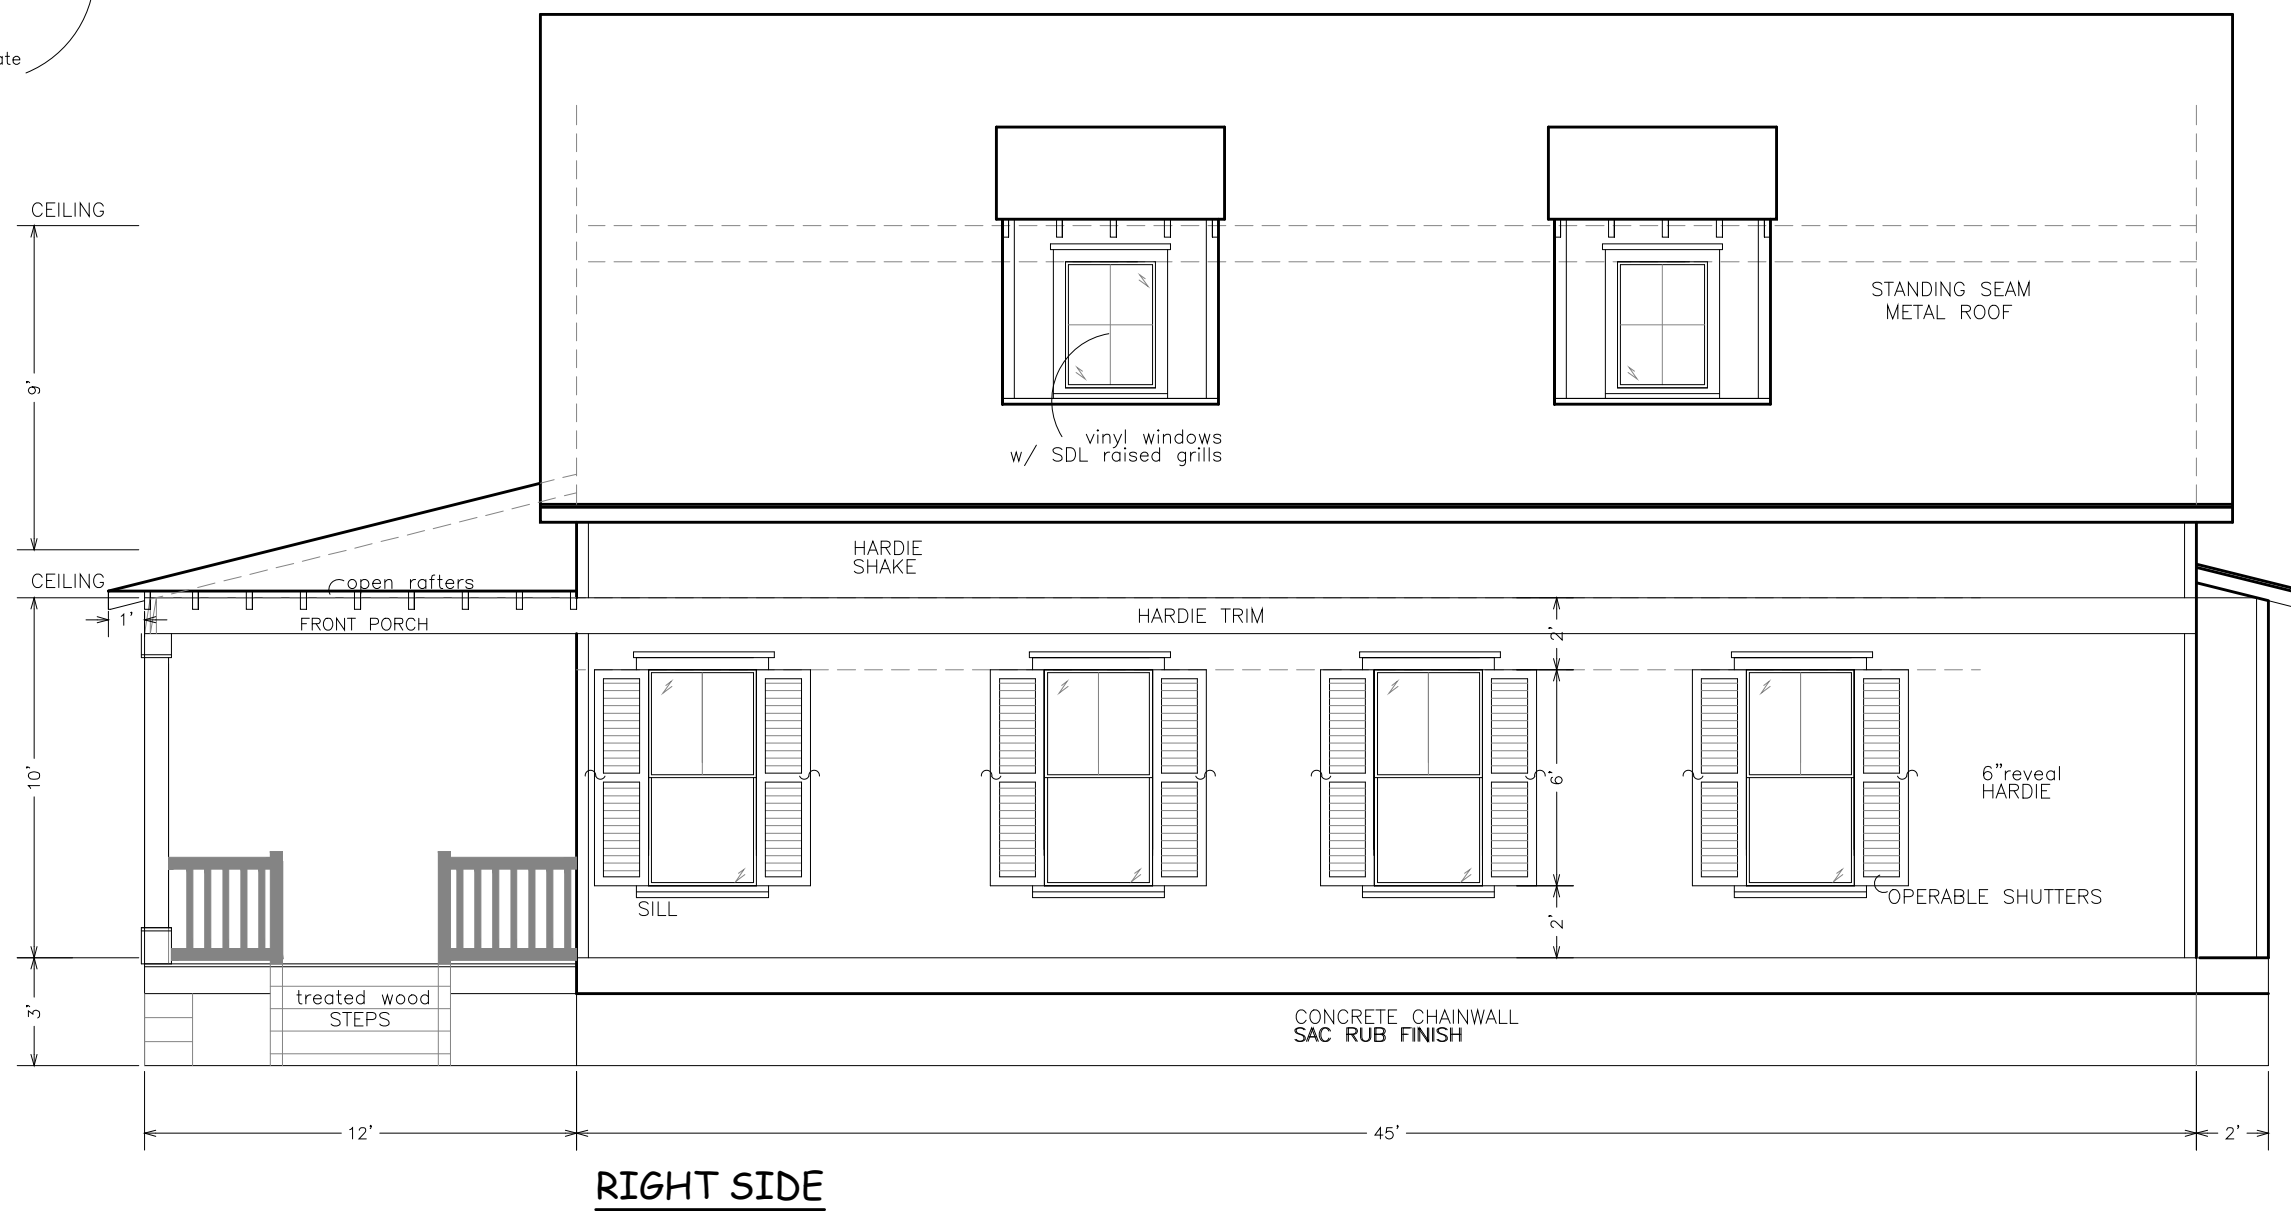 CEILING
9'
STANDING SEAM
METAL ROOF
vinyl windows
w/ SDL raised grills
HARDIE
SHAKE
CEILING
open rafters
1'
FRONT PORCH
HARDIE TRIM
2'
10'
6'
6"reveal
HARDIE
SILL
OPERABLE SHUTTERS
2'
3'
treated wood
STEPS
CONCRETE CHAINWALL
SAC RUB FINISH
12'
45'
2'
RIGHT SIDE